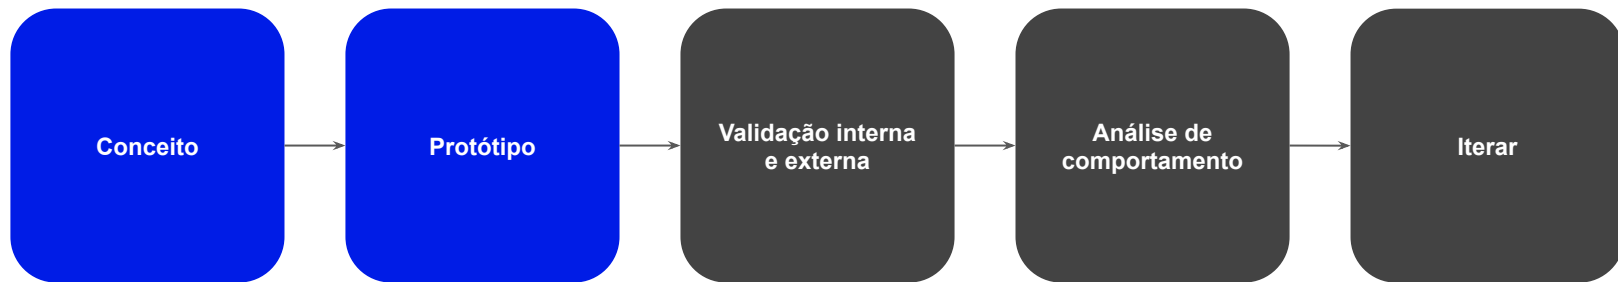 Conceito
Protótipo
Validação interna
e externa
Análise de
comportamento
Iterar